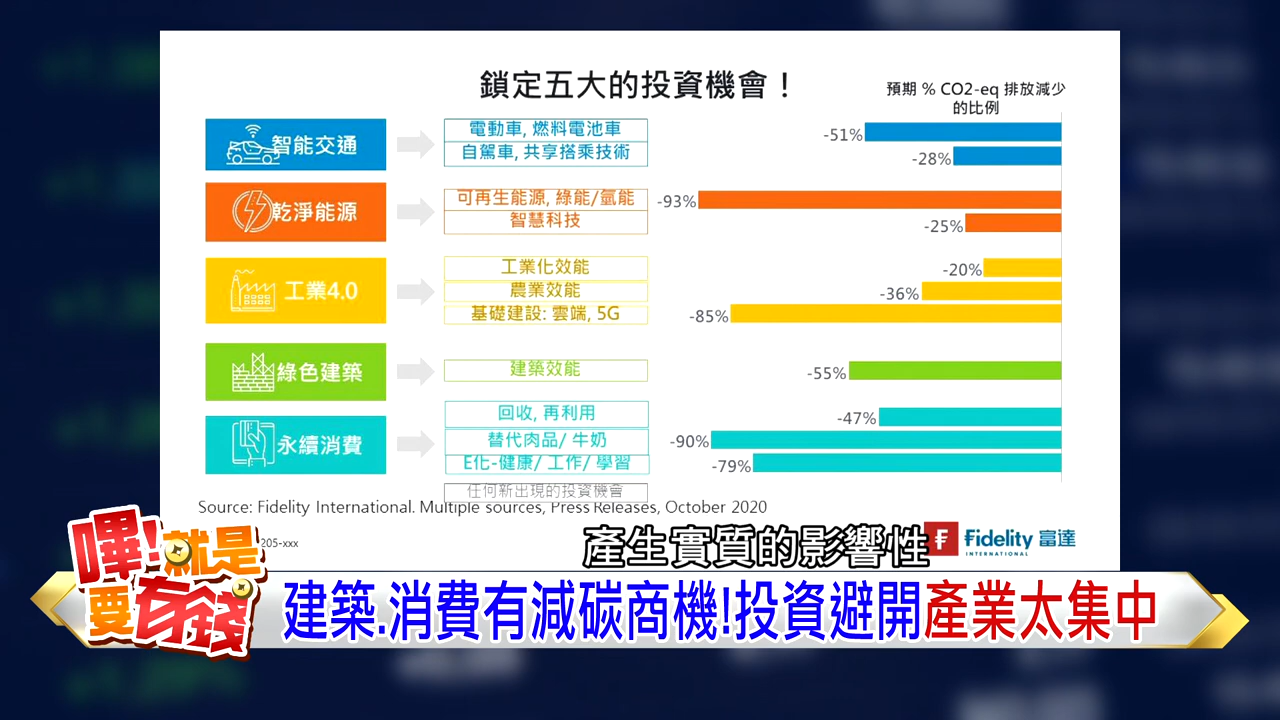 鎖定五大的投資機會！
預期 % CO2-eq 排放減少
的比例
智能交通
電動車, 燃料電池車
-51%
自駕車, 共享搭乘技術
-28%
乾淨能源
可再生能源, 綠能/氫能
-93%
智慧科技
-25%
工業4.0
工業化效能
-20%
農業效能
-36%
基礎建設: 雲端, 5G
-85%
綠色建築
建築效能
-55%
永續消費
回收, 再利用
-47%
替代肉品/ 牛奶
-90%
E化-健康/ 工作/ 學習
-79%
任何新出現的投資機會
Source: Fidelity International. Multiple sources, Press Releases, October 2020
205-xxx
產生實質的影響性
Fidelity 富達
INTERNATIONAL
嗶!就是
要有錢
建築.消費有減碳商機!投資避開產業太集中